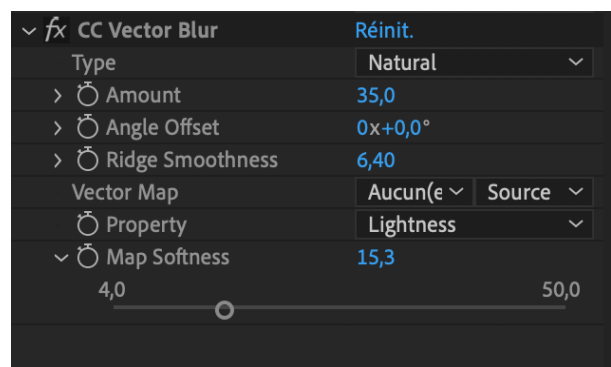 fx CC Vector Blur Réinit.
Type Natural
Amount 35,0
Angle Offset 0x+0,0°
Ridge Smoothness 6,40
Vector Map Aucun(e Source
Property Lightness
Map Softness 15,3
4,0 50,0